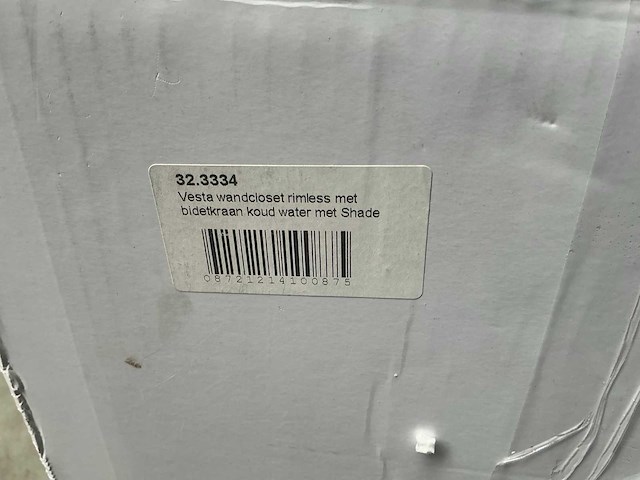 32.3334
Vesta wandcloset rimless met
bidetkraan koud water met Shade
08721214100875